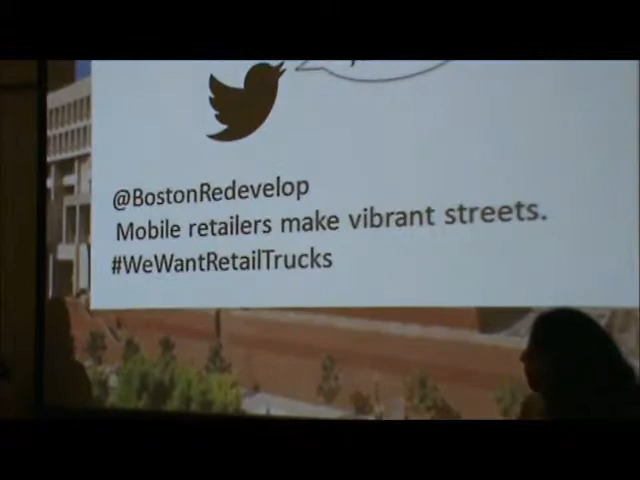 @BostonRedevelop
Mobile retailers make vibrant streets.
#WeWantRetailTrucks